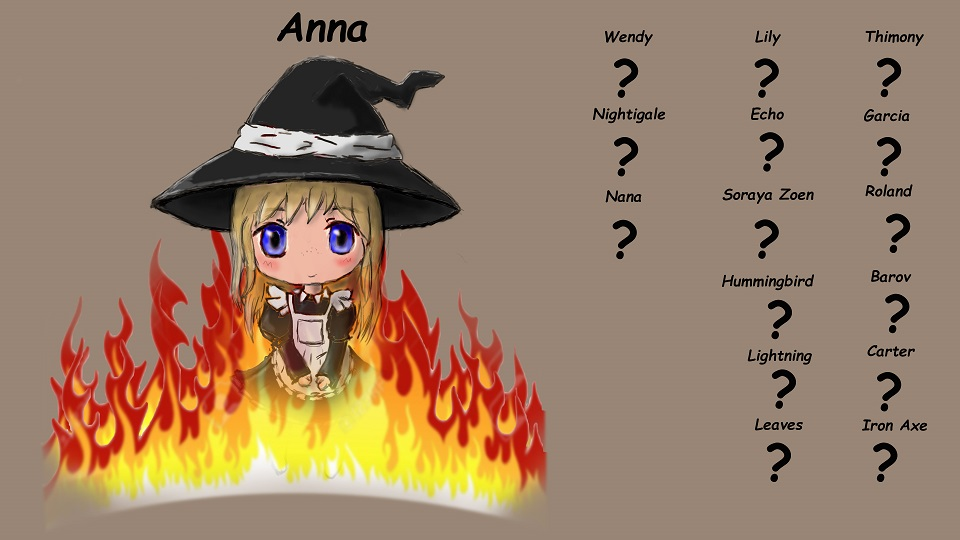 Anna
Wendy Lily Thimony
? ? ?
Nightigale Echo Garcia
? ? ?
Nana Soraya Zoen Roland
? ? ?
Hummingbird Barov
? ?
Lightning Carter
? ?
Leaves Iron Axe
? ?